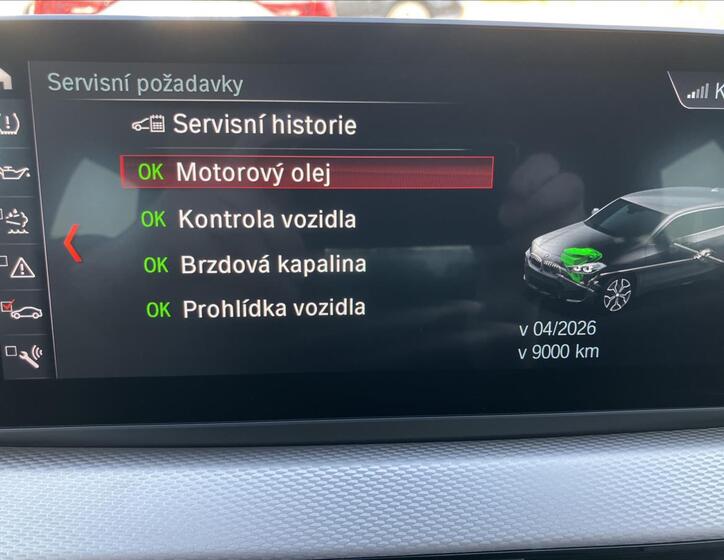 Servisní požadavky
Servisní historie
OK Motorový olej
OK Kontrola vozidla
OK Brzdová kapalina
OK Prohlídka vozidla
v 04/2026
v 9000 km